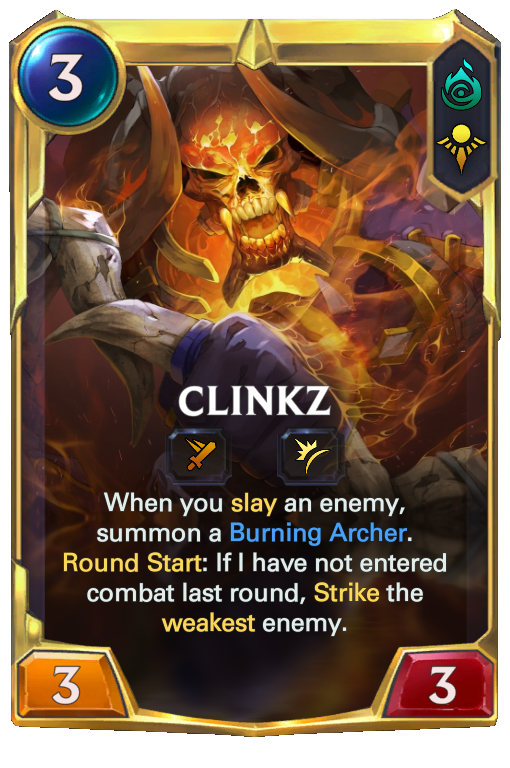 3
CLINKZ
When you slay an enemy,
summon a Burning Archer.
Round Start: If I have not entered
combat last round, Strike the
weakest enemy.
3
3